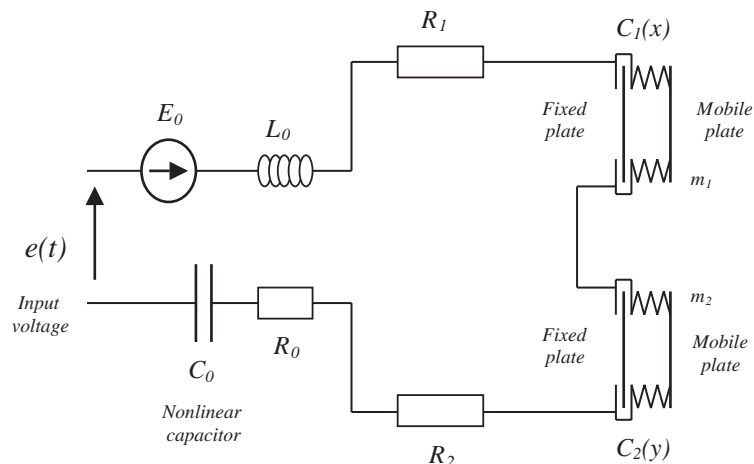 R1
C1(x)
E0
L0
Fixed
plate
Mobile
plate
m1
e(t)
Input
voltage
C0
R0
Nonlinear
capacitor
m2
Fixed
plate
Mobile
plate
R2
C2(y)